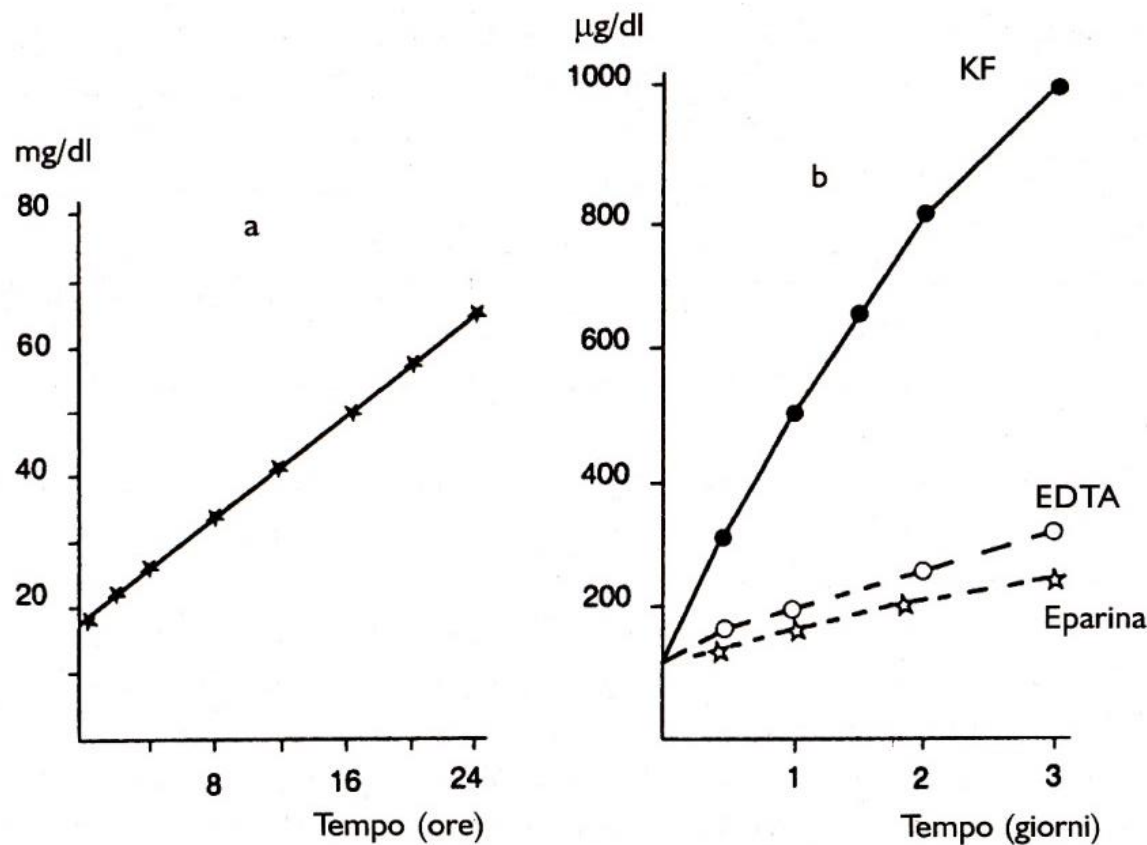 mg/dl
a
80
60
40
20
8 16 24
Tempo (ore)
µg/dl
1000
800
600
400
200
KF
b
EDTA
Eparina
1 2 3
Tempo (giorni)